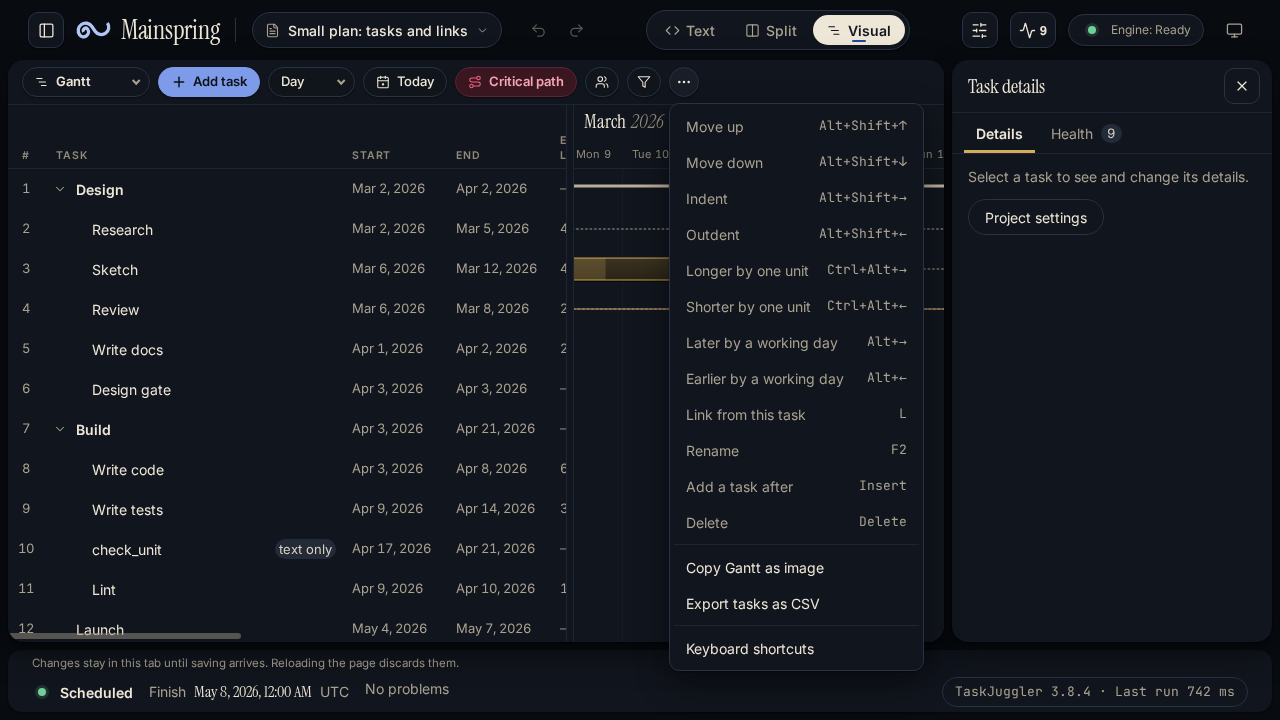 Mainspring
Small plan: tasks and links
Text
Split
Visual
9
Engine: Ready
Gantt
Add task
Day
Today
Critical path
Task details
Details
Health 9
Select a task to see and change its details.
Project settings
March 2026
# TASK START END
Mon 9 Tue 10
1 Design Mar 2, 2026 Apr 2, 2026 –
2 Research Mar 2, 2026 Mar 5, 2026 4
3 Sketch Mar 6, 2026 Mar 12, 2026 4
4 Review Mar 6, 2026 Mar 8, 2026 2
5 Write docs Apr 1, 2026 Apr 2, 2026 2
6 Design gate Apr 3, 2026 Apr 3, 2026 –
7 Build Apr 3, 2026 Apr 21, 2026 –
8 Write code Apr 3, 2026 Apr 8, 2026 6
9 Write tests Apr 9, 2026 Apr 14, 2026 3
10 check_unit text only Apr 17, 2026 Apr 21, 2026 –
11 Lint Apr 9, 2026 Apr 10, 2026 1
12 Launch May 4, 2026 May 7, 2026 –
Move up Alt+Shift+↑
Move down Alt+Shift+↓
Indent Alt+Shift+→
Outdent Alt+Shift+←
Longer by one unit Ctrl+Alt+→
Shorter by one unit Ctrl+Alt+←
Later by a working day Alt+→
Earlier by a working day Alt+←
Link from this task L
Rename F2
Add a task after Insert
Delete Delete
Copy Gantt as image
Export tasks as CSV
Keyboard shortcuts
Changes stay in this tab until saving arrives. Reloading the page discards them.
Scheduled Finish May 8, 2026, 12:00 AM UTC No problems
TaskJuggler 3.8.4 · Last run 742 ms